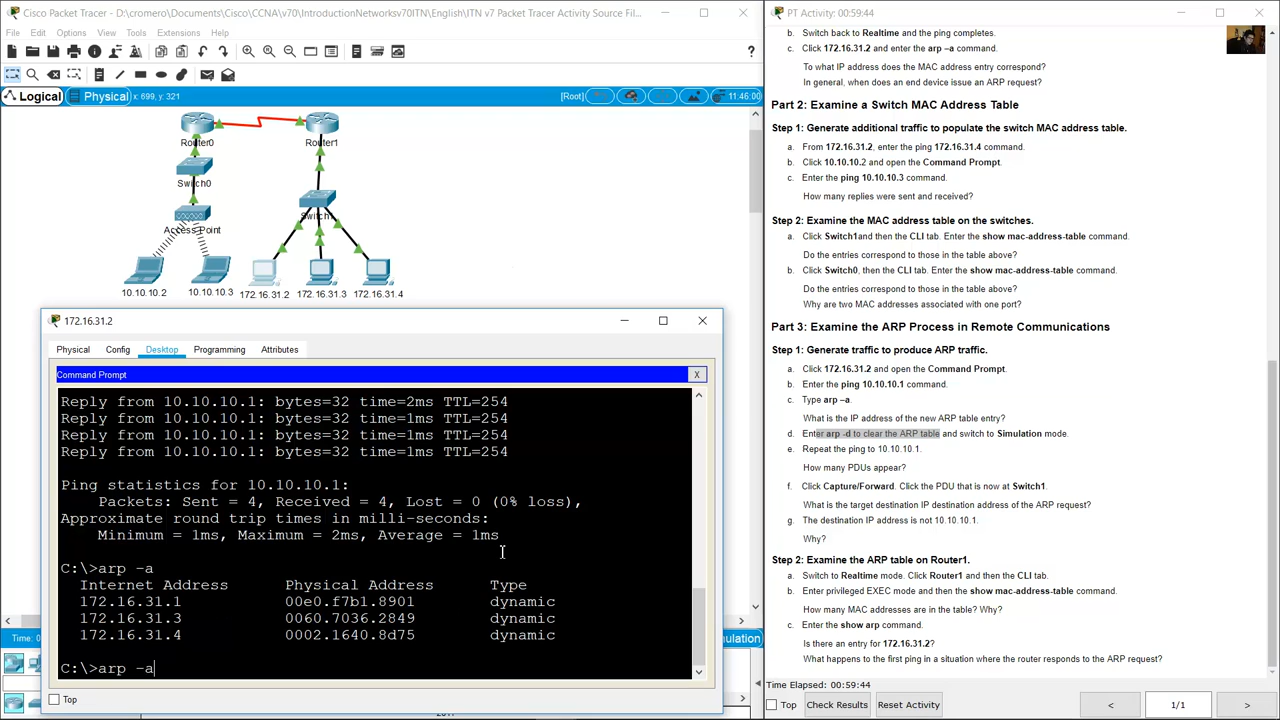 Cisco Packet Tracer - D:\cromero\Documents\Cisco\CCNA\v70\IntroductionNetworksv70ITN\English\ITN v7 Packet Tracer Activity Source Fil...
File Edit Options View Tools Extensions Help
Logical Physical x: 699, y: 321 [Root] 11:46:00
Router0 Router1
Switch0
Switch1
Access Point
10.10.10.2 10.10.10.3 172.16.31.2 172.16.31.3 172.16.31.4
172.16.31.2
Physical Config Desktop Programming Attributes
Command Prompt X
Reply from 10.10.10.1: bytes=32 time=2ms TTL=254
Reply from 10.10.10.1: bytes=32 time=1ms TTL=254
Reply from 10.10.10.1: bytes=32 time=1ms TTL=254
Reply from 10.10.10.1: bytes=32 time=1ms TTL=254
Ping statistics for 10.10.10.1:
Packets: Sent = 4, Received = 4, Lost = 0 (0% loss),
Approximate round trip times in milli-seconds:
Minimum = 1ms, Maximum = 2ms, Average = 1ms
C:\>arp -a
Internet Address Physical Address Type
172.16.31.1 00e0.f7b1.8901 dynamic
172.16.31.3 0060.7036.2849 dynamic
172.16.31.4 0002.1640.8d75 dynamic
C:\>arp -a
Top
Time: 0
PT Activity: 00:59:44
b. Switch back to Realtime and the ping completes.
c. Click 172.16.31.2 and enter the arp –a command.
To what IP address does the MAC address entry correspond?
In general, when does an end device issue an ARP request?
Part 2: Examine a Switch MAC Address Table
Step 1: Generate additional traffic to populate the switch MAC address table.
a. From 172.16.31.2, enter the ping 172.16.31.4 command.
b. Click 10.10.10.2 and open the Command Prompt.
c. Enter the ping 10.10.10.3 command.
How many replies were sent and received?
Step 2: Examine the MAC address table on the switches.
a. Click Switch1and then the CLI tab. Enter the show mac-address-table command.
Do the entries correspond to those in the table above?
b. Click Switch0, then the CLI tab. Enter the show mac-address-table command.
Do the entries correspond to those in the table above?
Why are two MAC addresses associated with one port?
Part 3: Examine the ARP Process in Remote Communications
Step 1: Generate traffic to produce ARP traffic.
a. Click 172.16.31.2 and open the Command Prompt.
b. Enter the ping 10.10.10.1 command.
c. Type arp –a.
What is the IP address of the new ARP table entry?
d. Enter arp -d to clear the ARP table and switch to Simulation mode.
e. Repeat the ping to 10.10.10.1.
How many PDUs appear?
f. Click Capture/Forward. Click the PDU that is now at Switch1.
What is the target destination IP destination address of the ARP request?
g. The destination IP address is not 10.10.10.1.
Why?
Step 2: Examine the ARP table on Router1.
a. Switch to Realtime mode. Click Router1 and then the CLI tab.
b. Enter privileged EXEC mode and then the show mac-address-table command.
How many MAC addresses are in the table? Why?
c. Enter the show arp command.
Is there an entry for 172.16.31.2?
What happens to the first ping in a situation where the router responds to the ARP request?
Time Elapsed: 00:59:44
Top Check Results Reset Activity < 1/1 >